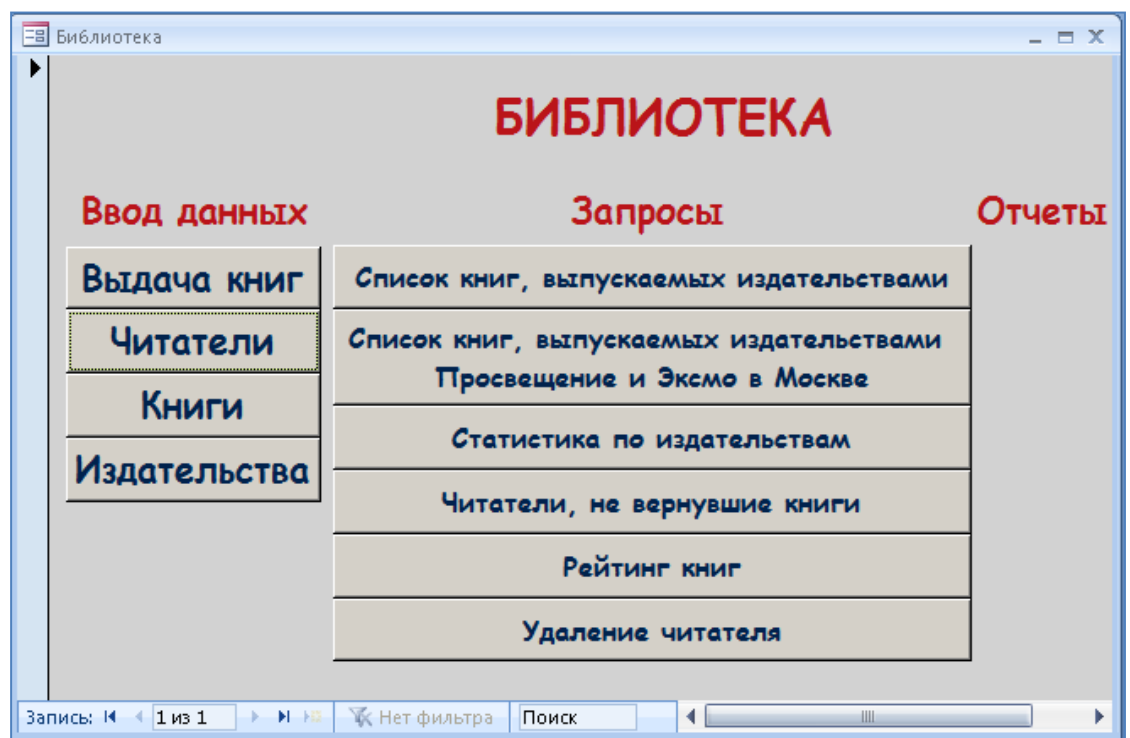 Библиотека
БИБЛИОТЕКА
Ввод данных
Запросы
Отчеты
Выдача книг
Читатели
Книги
Издательства
Список книг, выпускаемых издательствами
Список книг, выпускаемых издательствами
Просвещение и Эксмо в Москве
Статистика по издательствам
Читатели, не вернувшие книги
Рейтинг книг
Удаление читателя
Запись: 1 из 1 Нет фильтра Поиск